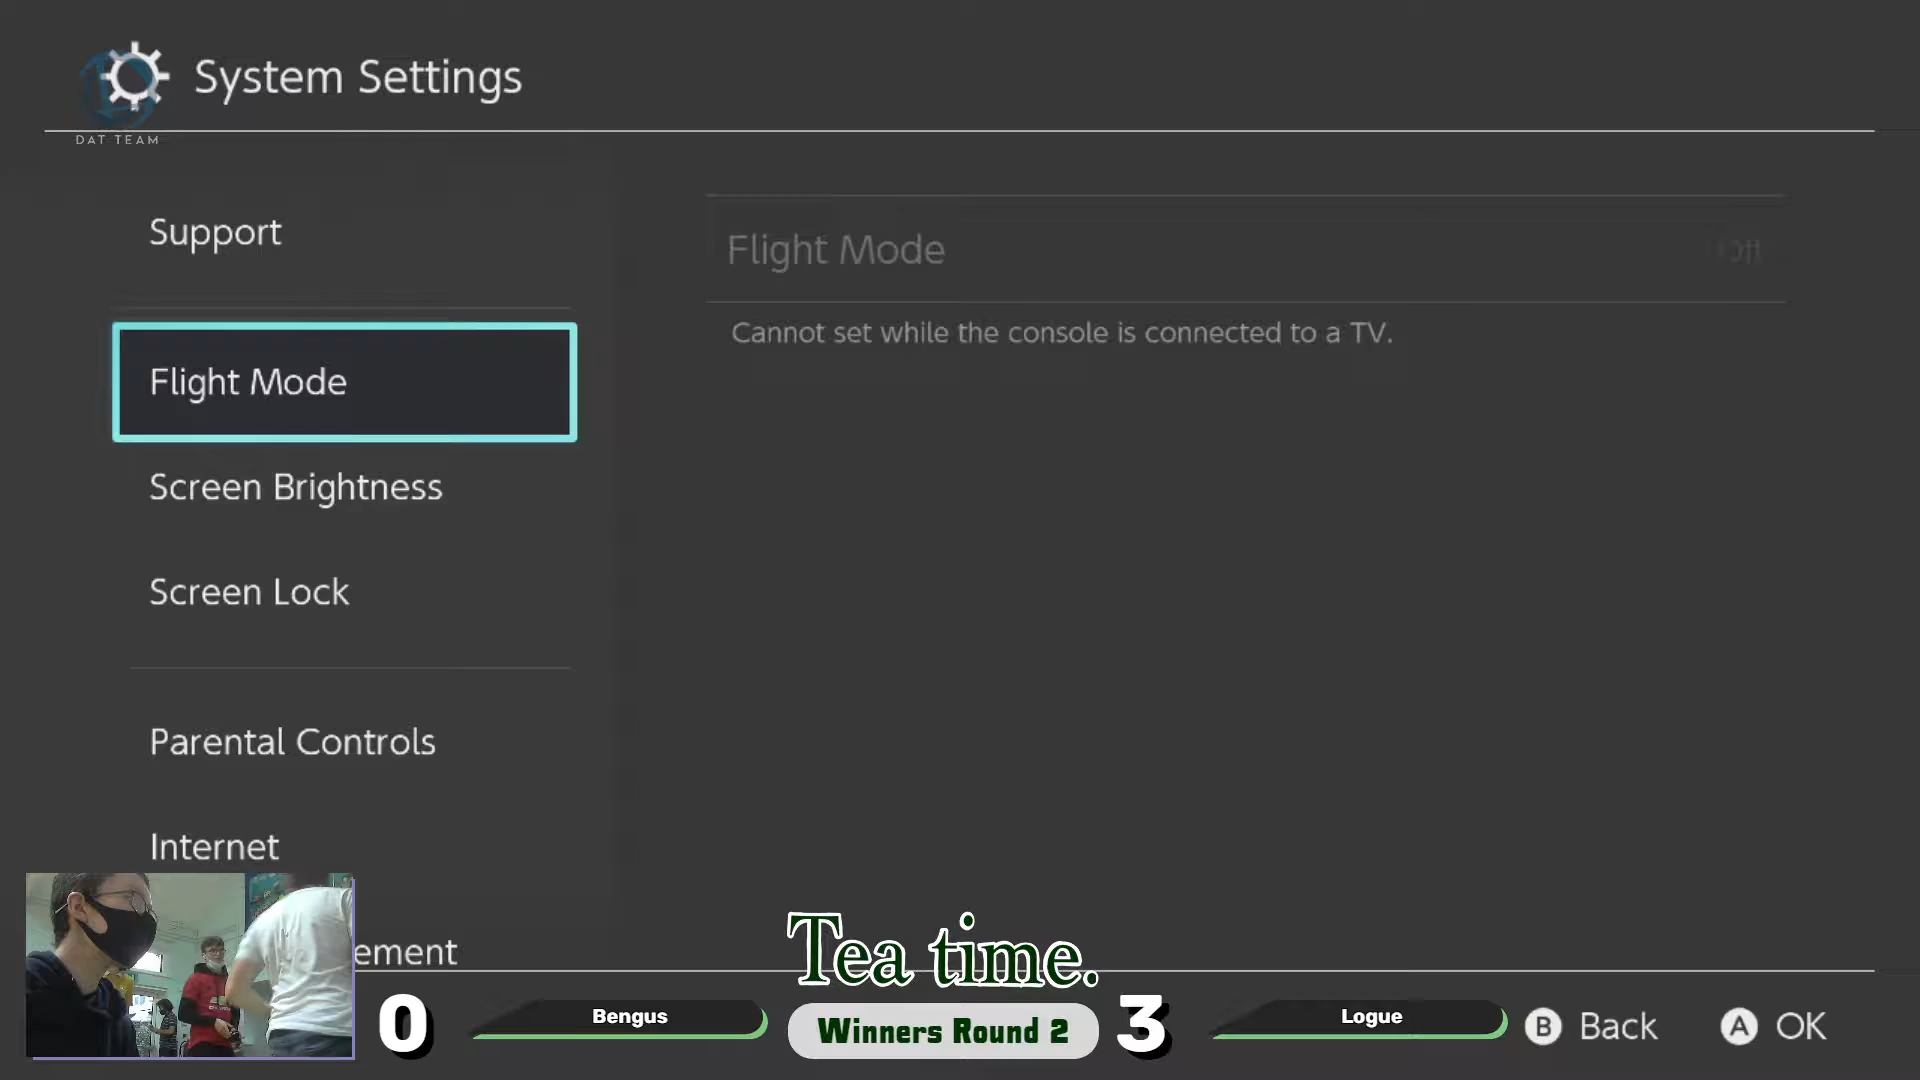 System Settings
DAT TEAM
Support
Flight Mode
Screen Brightness
Screen Lock
Parental Controls
Internet
ement
Flight Mode
Off
Cannot set while the console is connected to a TV.
Tea time.
0
Bengus
Winners Round 2
3
Logue
B Back
A OK